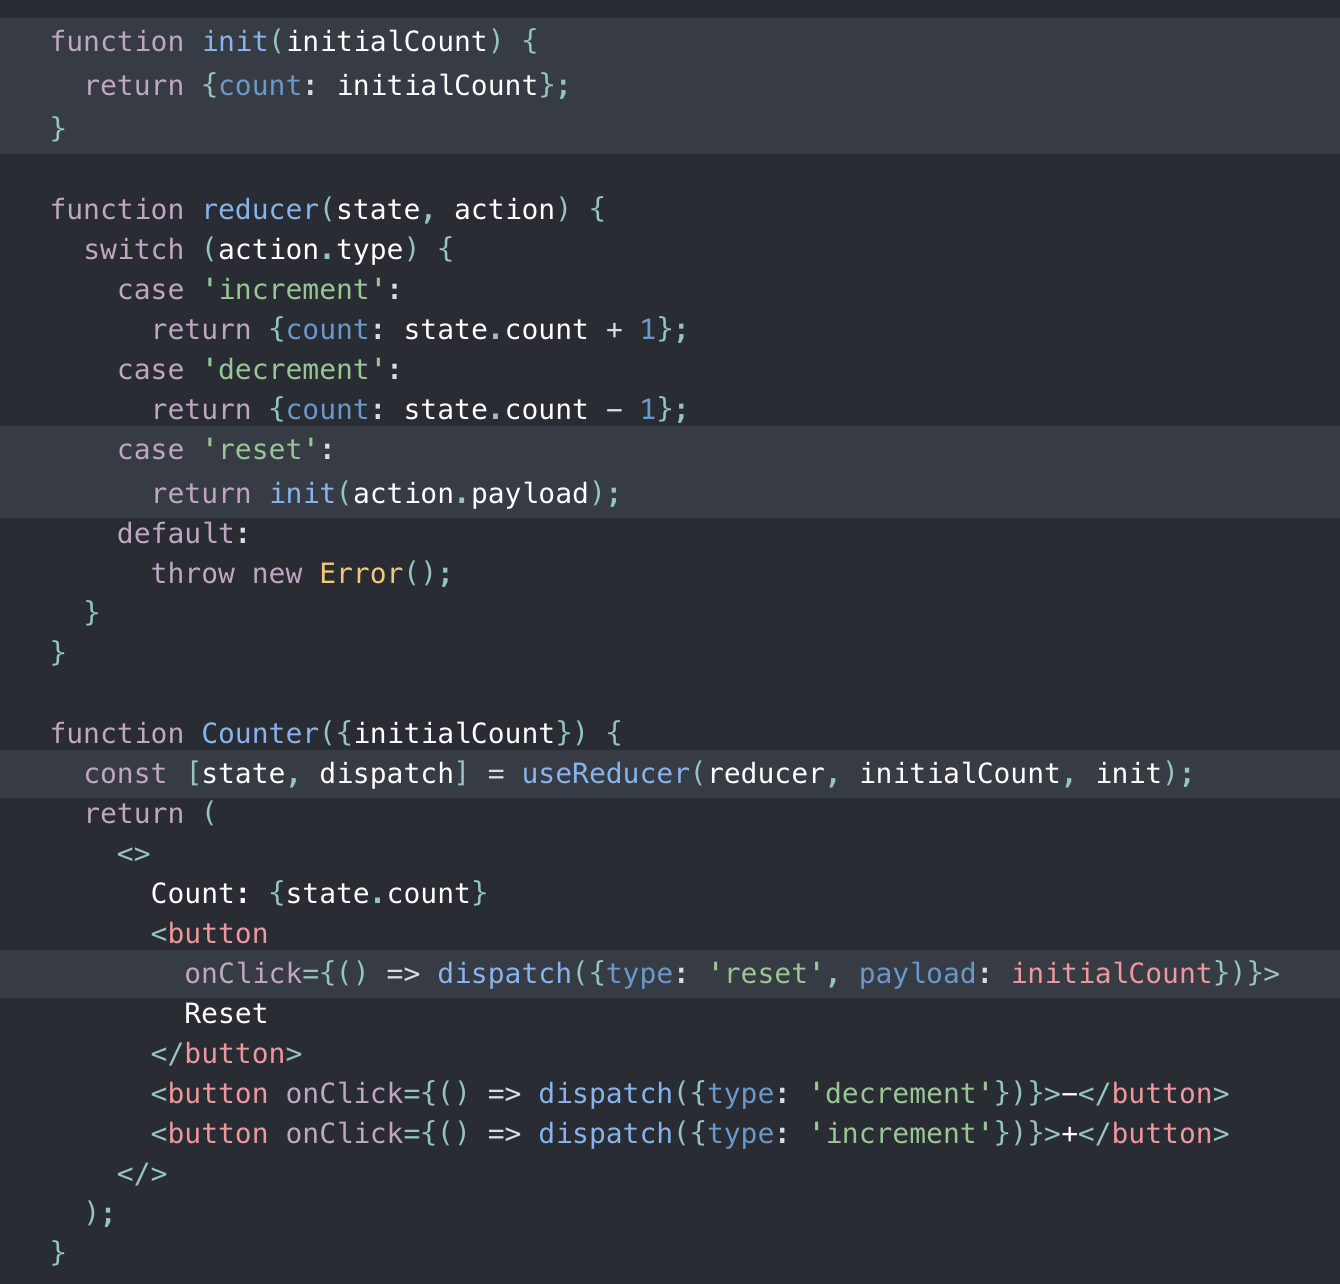 function init(initialCount) {
  return {count: initialCount};
}

function reducer(state, action) {
  switch (action.type) {
    case 'increment':
      return {count: state.count + 1};
    case 'decrement':
      return {count: state.count - 1};
    case 'reset':
      return init(action.payload);
    default:
      throw new Error();
  }
}

function Counter({initialCount}) {
  const [state, dispatch] = useReducer(reducer, initialCount, init);
  return (
    <>
      Count: {state.count}
      <button
        onClick={() => dispatch({type: 'reset', payload: initialCount})}>
        Reset
      </button>
      <button onClick={() => dispatch({type: 'decrement'})}>-</button>
      <button onClick={() => dispatch({type: 'increment'})}>+</button>
    </>
  );
}